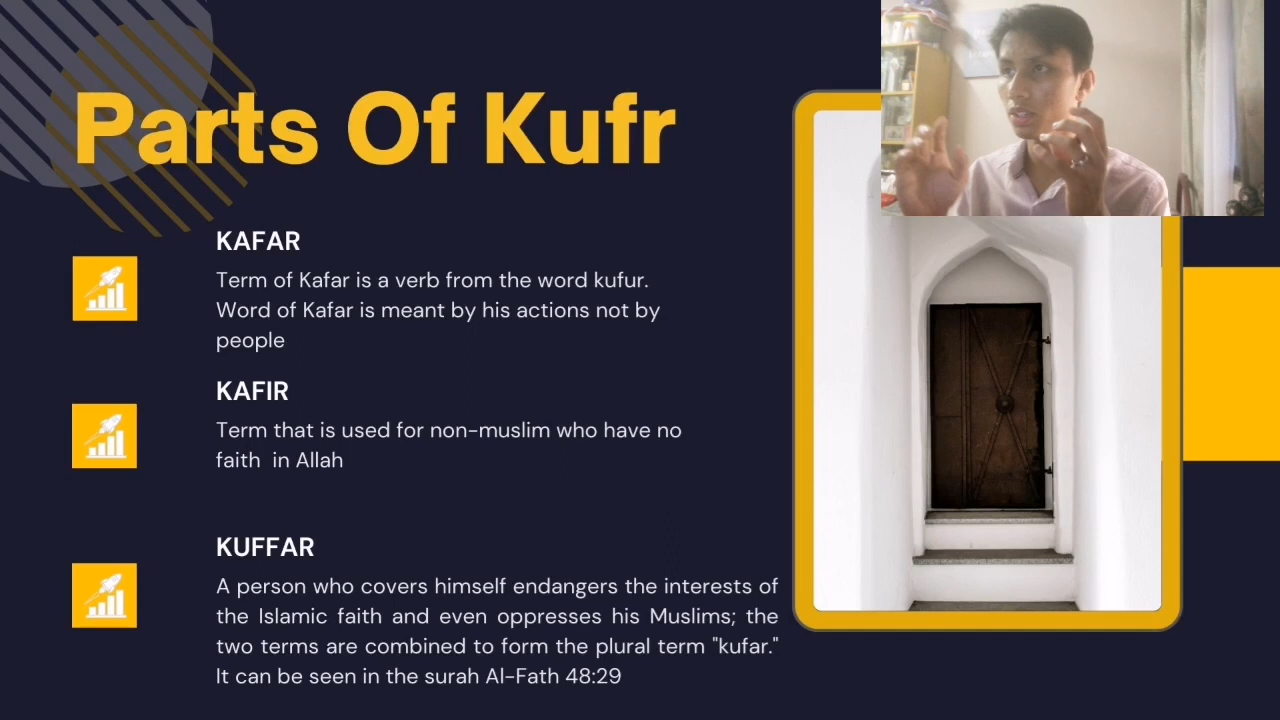 Parts Of Kufr
KAFAR
Term of Kafar is a verb from the word kufur.
Word of Kafar is meant by his actions not by
people
KAFIR
Term that is used for non-muslim who have no
faith in Allah
KUFFAR
A person who covers himself endangers the interests of
the Islamic faith and even oppresses his Muslims; the
two terms are combined to form the plural term "kufar."
It can be seen in the surah Al-Fath 48:29